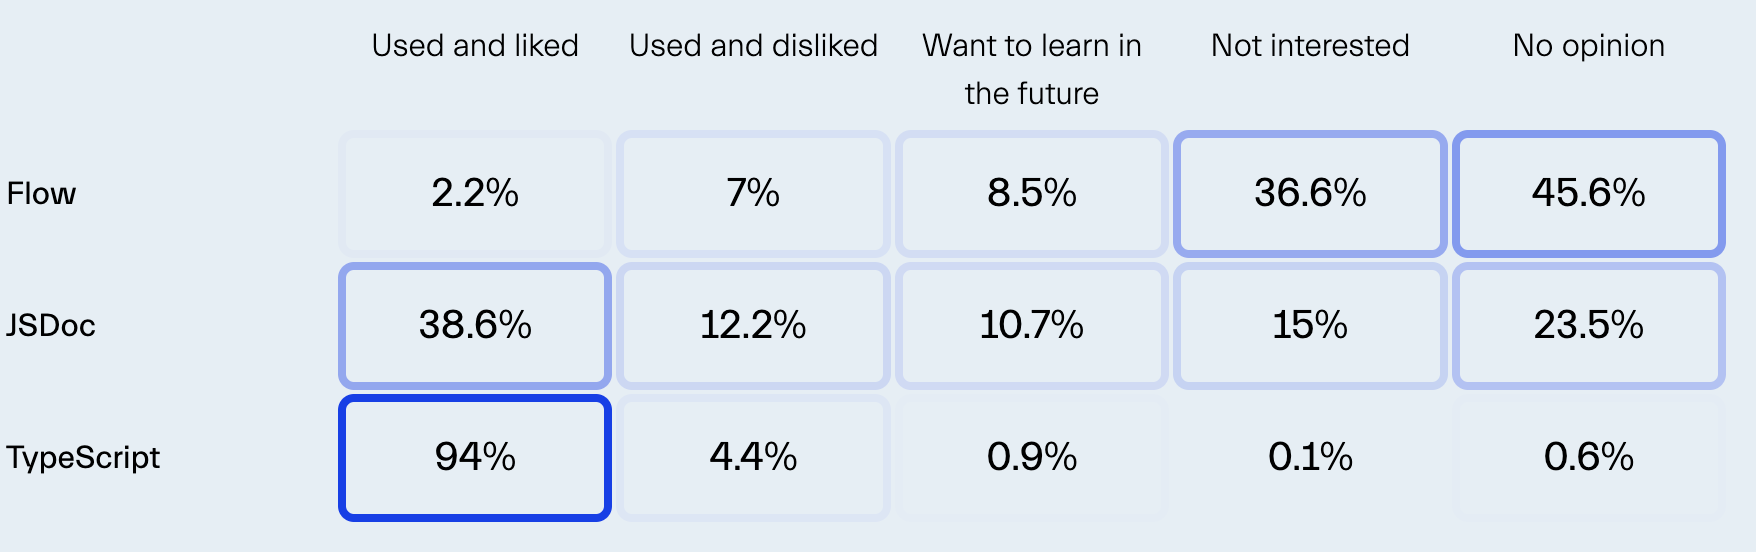 Used and liked Used and disliked Want to learn in the future Not interested No opinion
Flow 2.2% 7% 8.5% 36.6% 45.6%
JSDoc 38.6% 12.2% 10.7% 15% 23.5%
TypeScript 94% 4.4% 0.9% 0.1% 0.6%